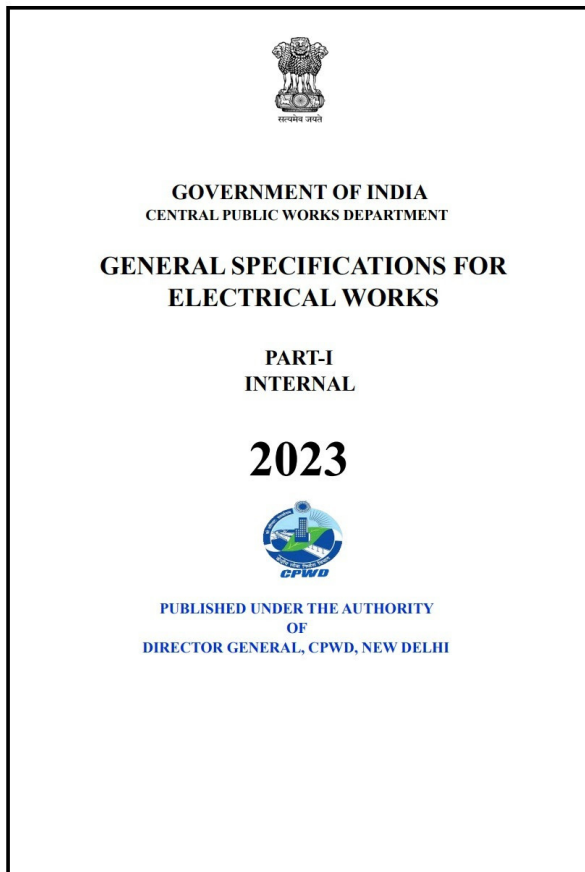 सत्यमेव जयते
GOVERNMENT OF INDIA
CENTRAL PUBLIC WORKS DEPARTMENT
GENERAL SPECIFICATIONS FOR
ELECTRICAL WORKS
PART-I
INTERNAL
2023
CPWD
PUBLISHED UNDER THE AUTHORITY
OF
DIRECTOR GENERAL, CPWD, NEW DELHI